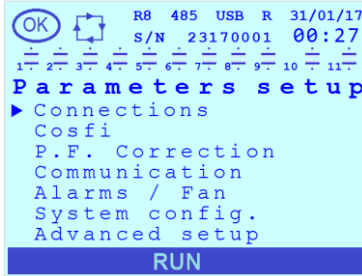 OK R8 485 USB R 31/01/17
S/N 23170001 00:27
1 2 3 4 5 6 7 8 9 10 11
Parameters setup
Connections
Cosfi
P.F. Correction
Communication
Alarms / Fan
System config.
Advanced setup
RUN